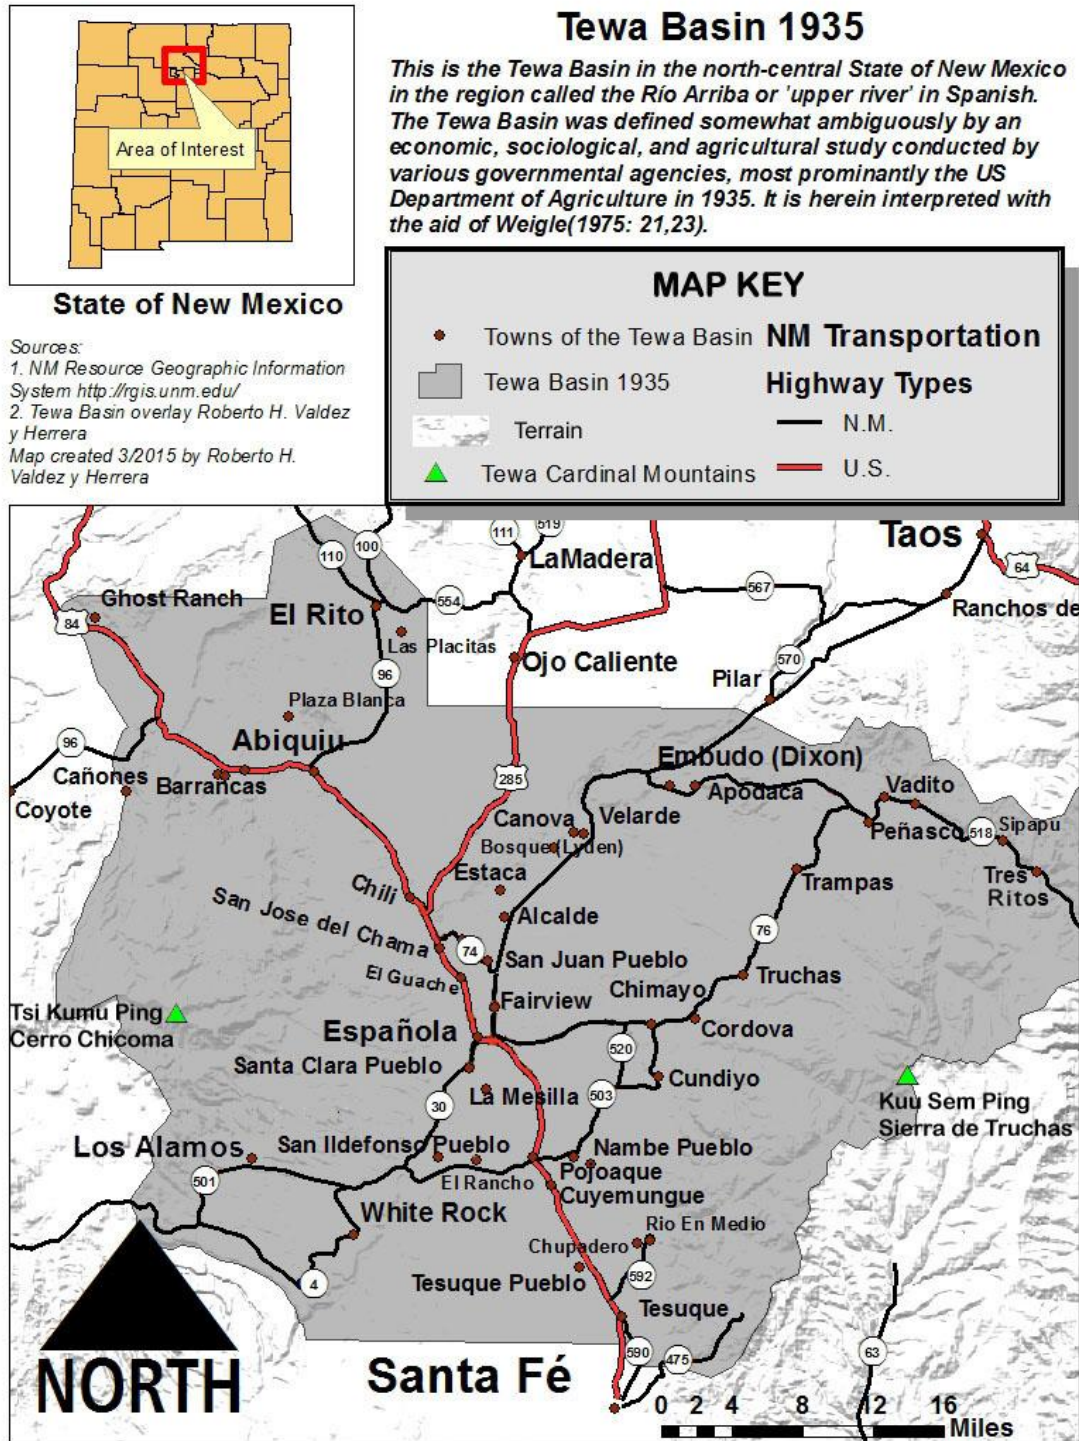 Tewa Basin 1935
This is the Tewa Basin in the north-central State of New Mexico
in the region called the Río Arriba or 'upper river' in Spanish.
The Tewa Basin was defined somewhat ambiguously by an
economic, sociological, and agricultural study conducted by
various governmental agencies, most prominantly the US
Department of Agriculture in 1935. It is herein interpreted with
the aid of Weigle(1975: 21,23).
Area of Interest
State of New Mexico
Sources:
1. NM Resource Geographic Information
System http://rgis.unm.edu/
2. Tewa Basin overlay Roberto H. Valdez
y Herrera
Map created 3/2015 by Roberto H.
Valdez y Herrera
MAP KEY
Towns of the Tewa Basin
Tewa Basin 1935
Terrain
Tewa Cardinal Mountains
NM Transportation
Highway Types
N.M.
U.S.
111
519
Taos
110
100
LaMadera
64
Ghost Ranch
554
567
Ranchos de
84
El Rito
Las Placitas
Ojo Caliente
570
96
Pilar
Plaza Blanca
96
Abiquiu
Embudo (Dixon)
Cañones
Barrancas
285
Apodaca
Vadito
Coyote
Canova
Velarde
Peñasco
518
Sipapu
Bosque (Lyden)
Estaca
Trampas
Tres
Ritos
Chili
San Jose del Chama
Alcalde
76
74
San Juan Pueblo
El Guache
Truchas
Fairview
Chimayo
Tsi Kumu Ping
Cerro Chicoma
Española
Cordova
520
Santa Clara Pueblo
Cundiyo
La Mesilla
503
30
Kuu Sem Ping
Sierra de Truchas
Los Alamos
San Ildefonso Pueblo
Nambe Pueblo
Pojoaque
501
El Rancho
Cuyemungue
White Rock
Rio En Medio
Chupadero
4
Tesuque Pueblo
592
Tesuque
590
475
63
NORTH
Santa Fé
0 2 4 8 12 16
Miles